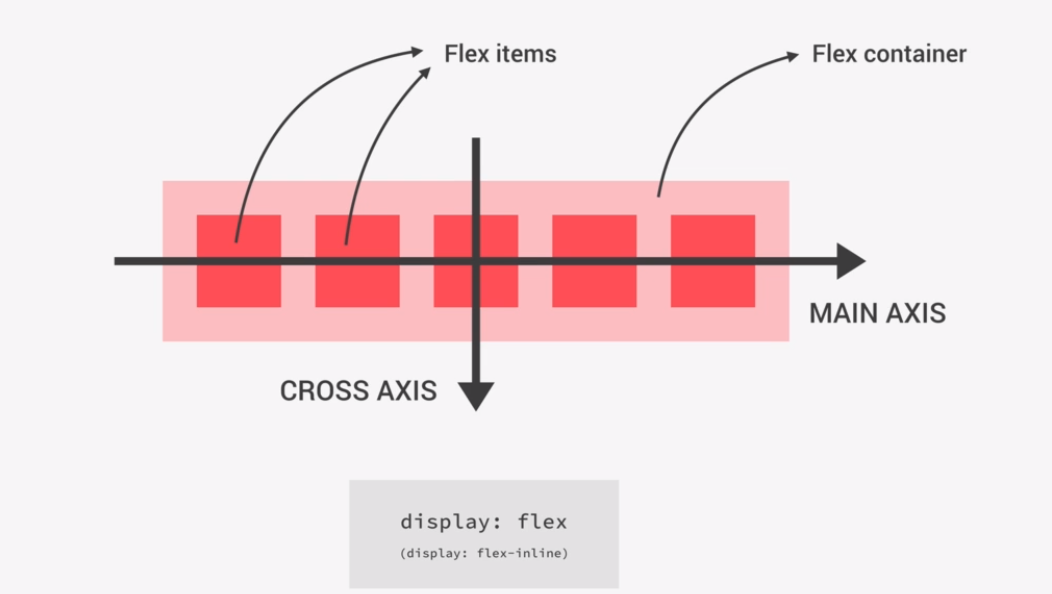 Flex items
Flex container
MAIN AXIS
CROSS AXIS
display: flex
(display: flex-inline)